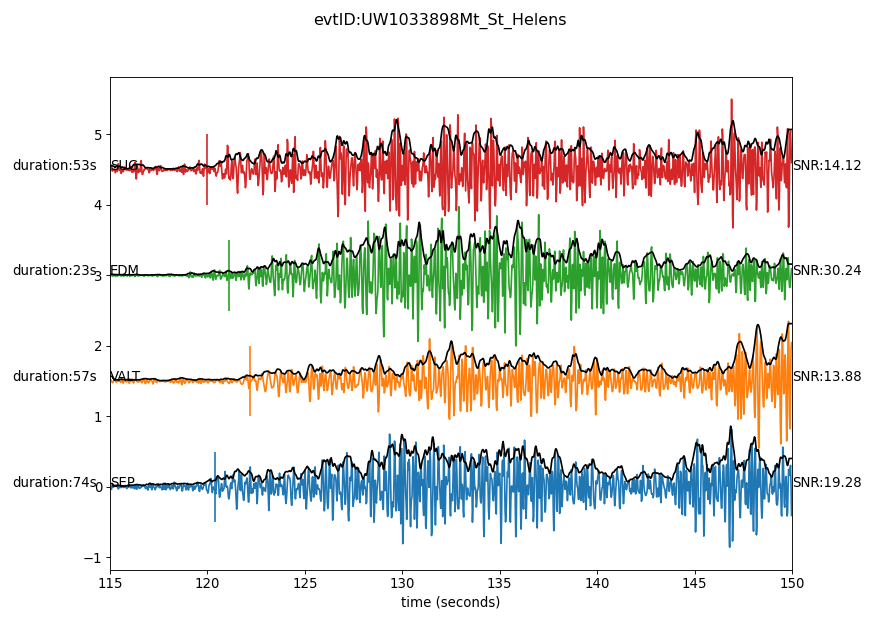 evtID:UW1033898Mt_St_Helens
5
duration:53s SUG SNR:14.12
4
duration:23s EDM SNR:30.24
3
2
duration:57s VALT SNR:13.88
1
duration:74s SEP SNR:19.28
0
−1
115 120 125 130 135 140 145 150
time (seconds)